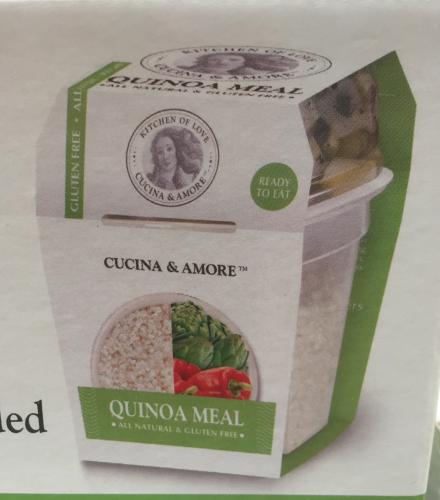 KITCHEN OF LOVE
CUCINA & AMORE
QUINOA MEAL
• ALL NATURAL & GLUTEN FREE •
GLUTEN FREE • ALL
KITCHEN OF LOVE
CUCINA & AMORE
READY
TO EAT
CUCINA & AMORE™
QUINOA MEAL
• ALL NATURAL & GLUTEN FREE •